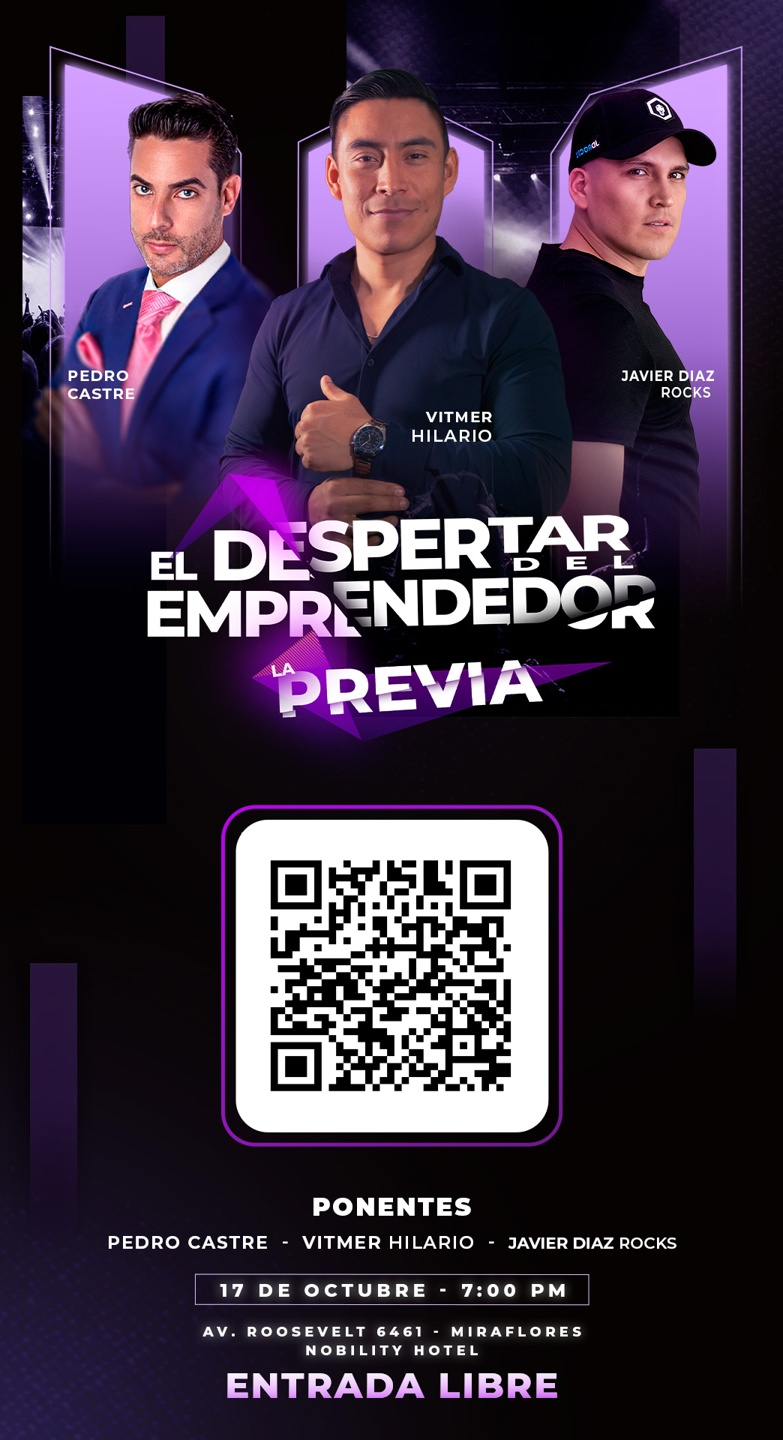 PEDRO
CASTRE
VITMER
HILARIO
JAVIER DIAZ
ROCKS
EL DESPERTAR
DEL
EMPRENDEDOR
LA
PREVIA
PONENTES
PEDRO CASTRE - VITMER HILARIO - JAVIER DIAZ ROCKS
17 DE OCTUBRE - 7:00 PM
AV. ROOSEVELT 6461 - MIRAFLORES
NOBILITY HOTEL
ENTRADA LIBRE